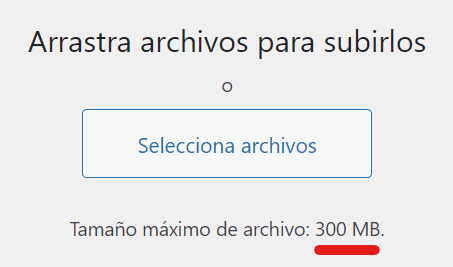 Arrastra archivos para subirlos
o
Selecciona archivos
Tamaño máximo de archivo: 300 MB.